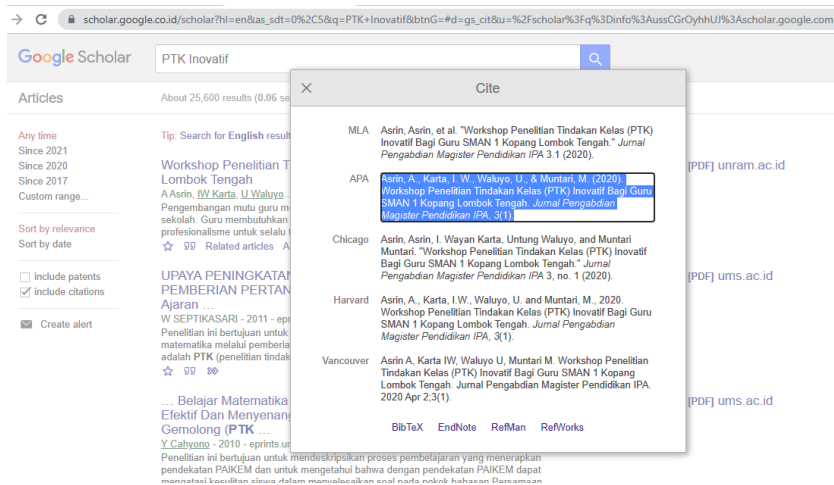 scholar.google.co.id/scholar?hl=en&as_sdt=0%2C5&q=PTK+Inovatif&btnG=#d=gs_cit&u=%2Fscholar%3Fq%3Dinfo%3AussCGrOyhhUJ%3Ascholar.google.com
Google Scholar
PTK Inovatif
Articles
About 25,600 results (0.06 se
Any time
Since 2021
Since 2020
Since 2017
Custom range...
Sort by relevance
Sort by date
include patents
include citations
Create alert
Tip: Search for English result
Workshop Penelitian T
Lombok Tengah
A Asrin, IW Karta, U Waluyo...
Pengembangan mutu guru m
sekolah. Guru membutuhkan
profesionalisme untuk selalu
Related articles A
[PDF] unram.ac.id
UPAYA PENINGKATAN
PEMBERIAN PERTAN
Ajaran ...
W SEPTIKASARI - 2011 - epr
Penelitian ini bertujuan untuk
matematika melalui pemberia
adalah PTK (penelitian tindak
[PDF] ums.ac.id
... Belajar Matematika
Efektif Dan Menyenang
Gemolong (PTK ...
Y Cahyono - 2010 - eprints.ur
Penelitian ini bertujuan untuk mendeskripsikan proses pembelajaran yang menerapkan
pendekatan PAIKEM dan untuk mengetahui bahwa dengan pendekatan PAIKEM dapat
mengatasi kesulitan siswa dalam menyelesaikan soal pada pokok bahasan Persamaan
[PDF] ums.ac.id
Cite
MLA
Asrin, Asrin, et al. "Workshop Penelitian Tindakan Kelas (PTK)
Inovatif Bagi Guru SMAN 1 Kopang Lombok Tengah." Jurnal
Pengabdian Magister Pendidikan IPA 3.1 (2020).
APA
Asrin, A., Karta, I. W., Waluyo, U., & Muntari, M. (2020).
Workshop Penelitian Tindakan Kelas (PTK) Inovatif Bagi Guru
SMAN 1 Kopang Lombok Tengah. Jurnal Pengabdian
Magister Pendidikan IPA, 3(1).
Chicago
Asrin, Asrin, I. Wayan Karta, Untung Waluyo, and Muntari
Muntari. "Workshop Penelitian Tindakan Kelas (PTK) Inovatif
Bagi Guru SMAN 1 Kopang Lombok Tengah." Jurnal
Pengabdian Magister Pendidikan IPA 3, no. 1 (2020).
Harvard
Asrin, A., Karta, I.W., Waluyo, U. and Muntari, M., 2020.
Workshop Penelitian Tindakan Kelas (PTK) Inovatif Bagi Guru
SMAN 1 Kopang Lombok Tengah. Jurnal Pengabdian
Magister Pendidikan IPA, 3(1).
Vancouver
Asrin A, Karta IW, Waluyo U, Muntari M. Workshop Penelitian
Tindakan Kelas (PTK) Inovatif Bagi Guru SMAN 1 Kopang
Lombok Tengah. Jurnal Pengabdian Magister Pendidikan IPA.
2020 Apr 2;3(1).
BibTeX EndNote RefMan RefWorks